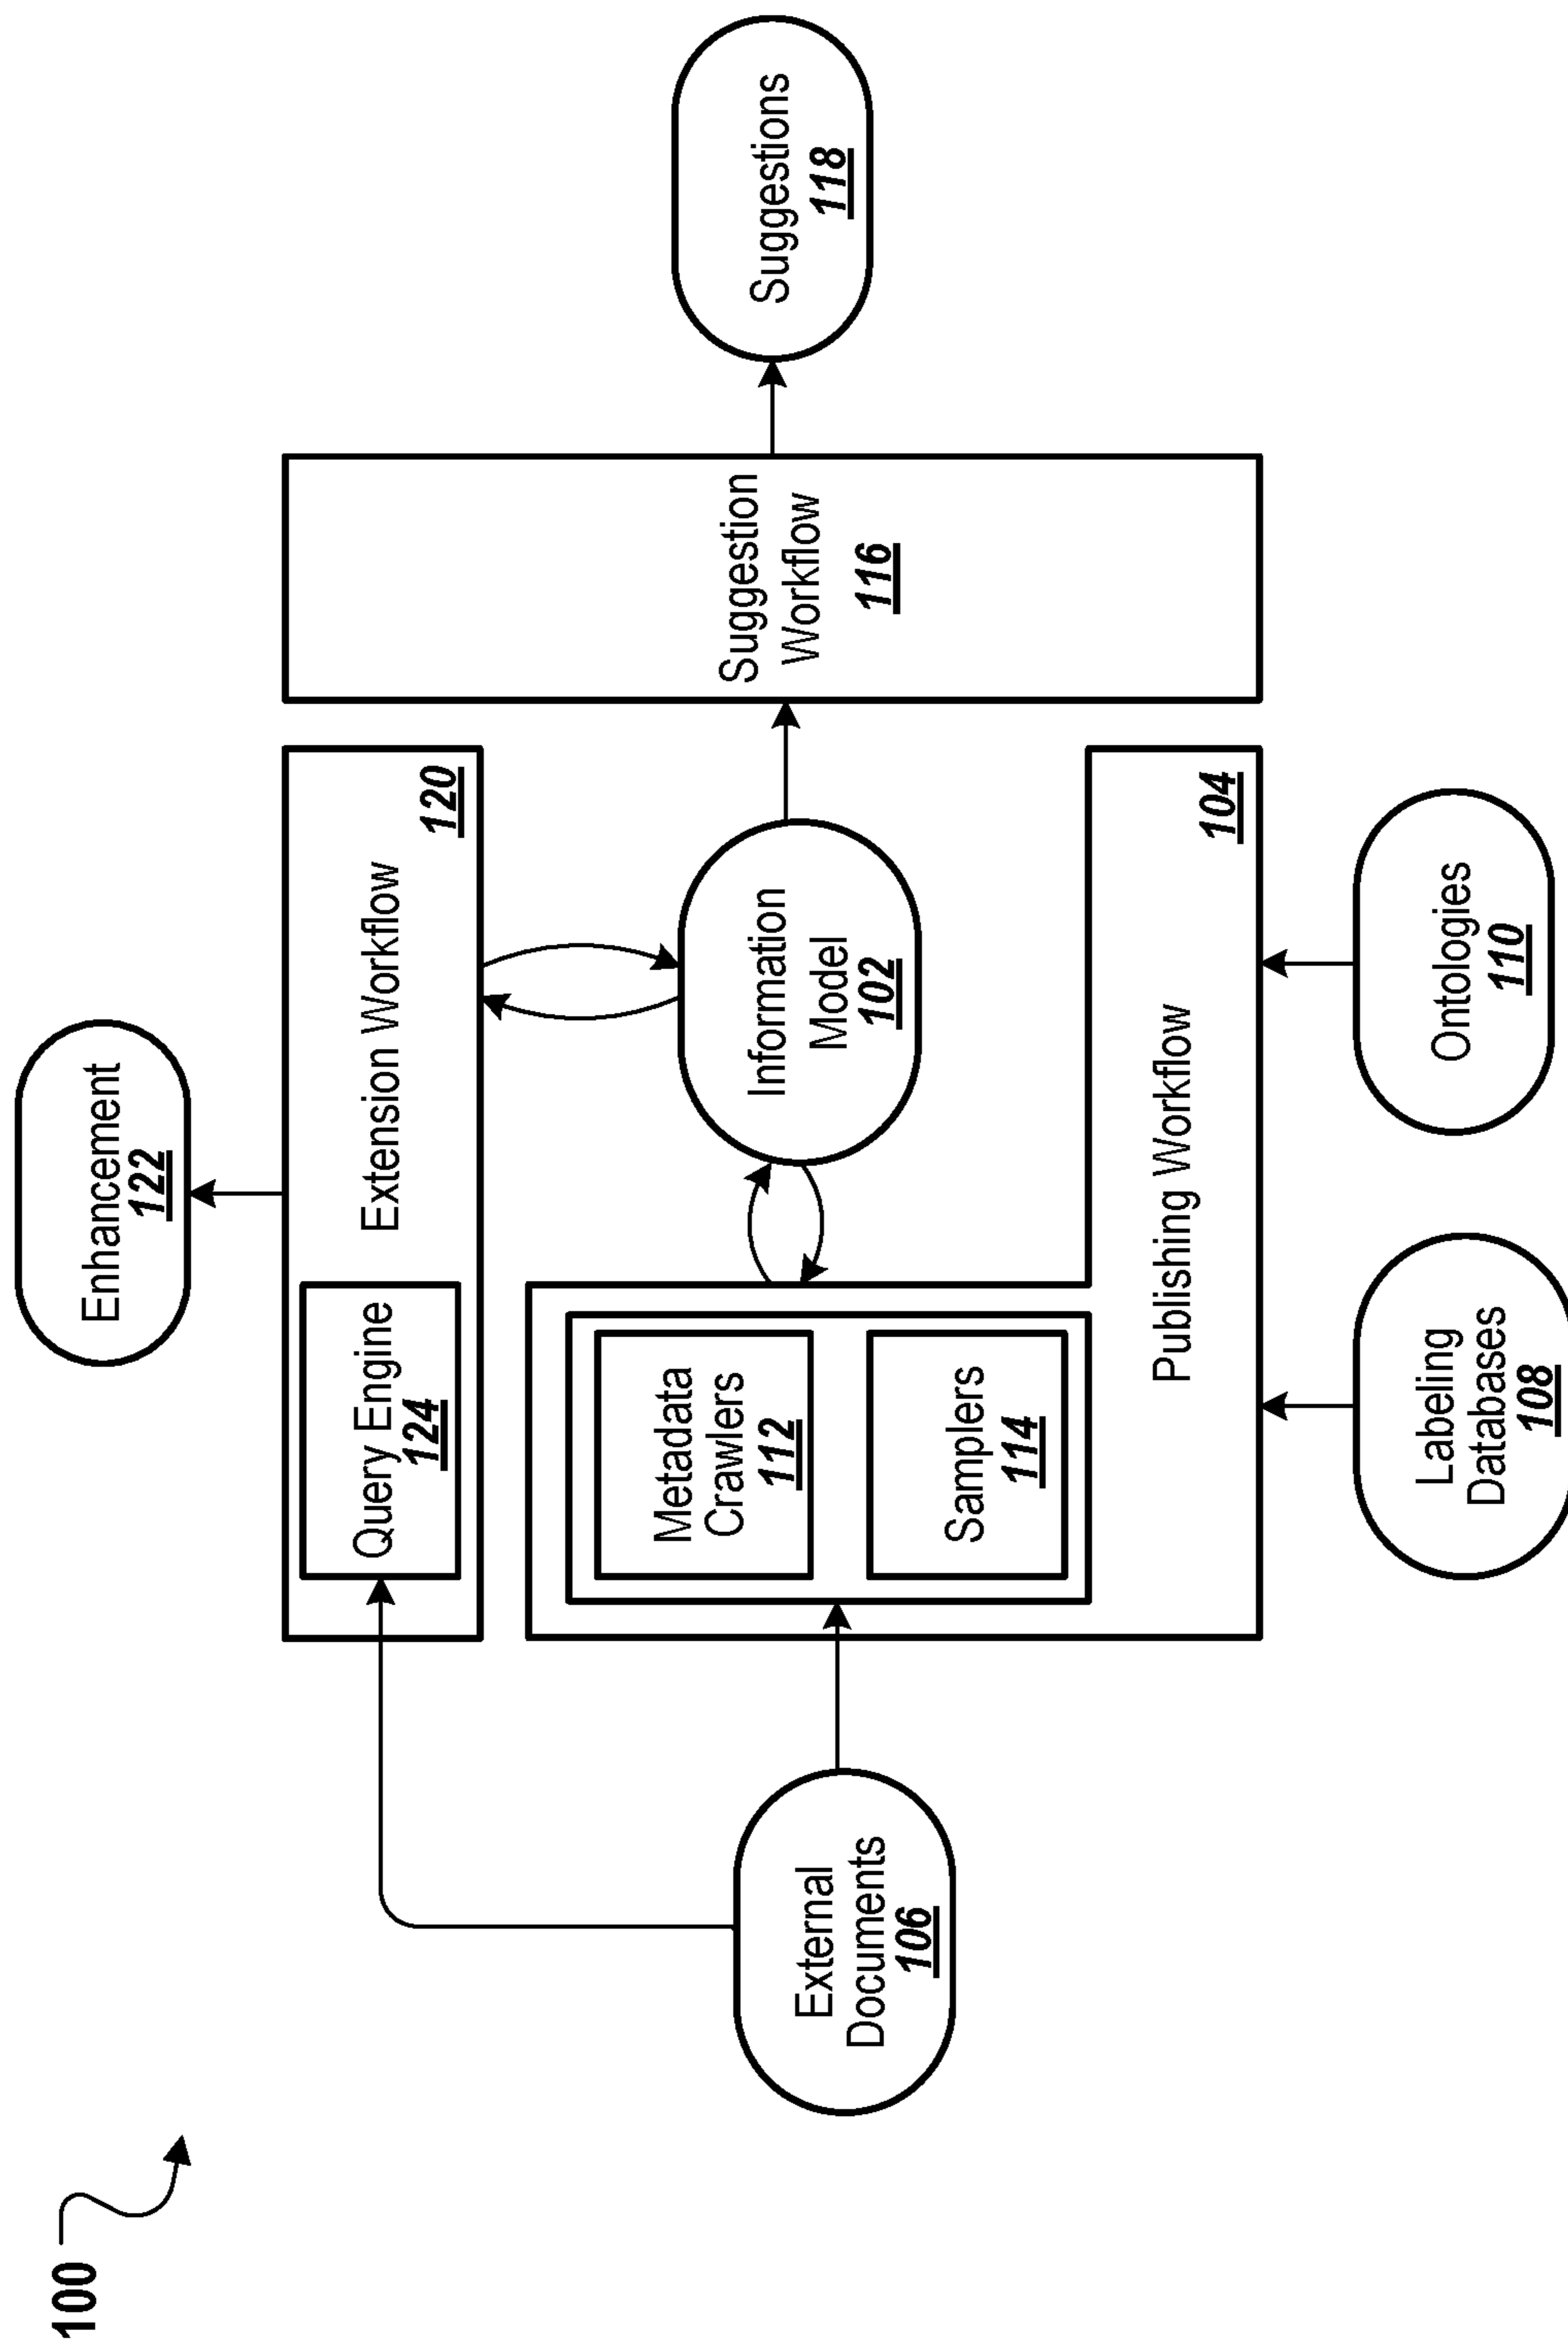 100
Enhancement
122
Query Engine
124
Extension Workflow
120
External
Documents
106
Metadata
Crawlers
112
Samplers
114
Information
Model
102
Publishing Workflow
104
Labeling
Databases
108
Ontologies
110
Suggestion
Workflow
116
Suggestions
118